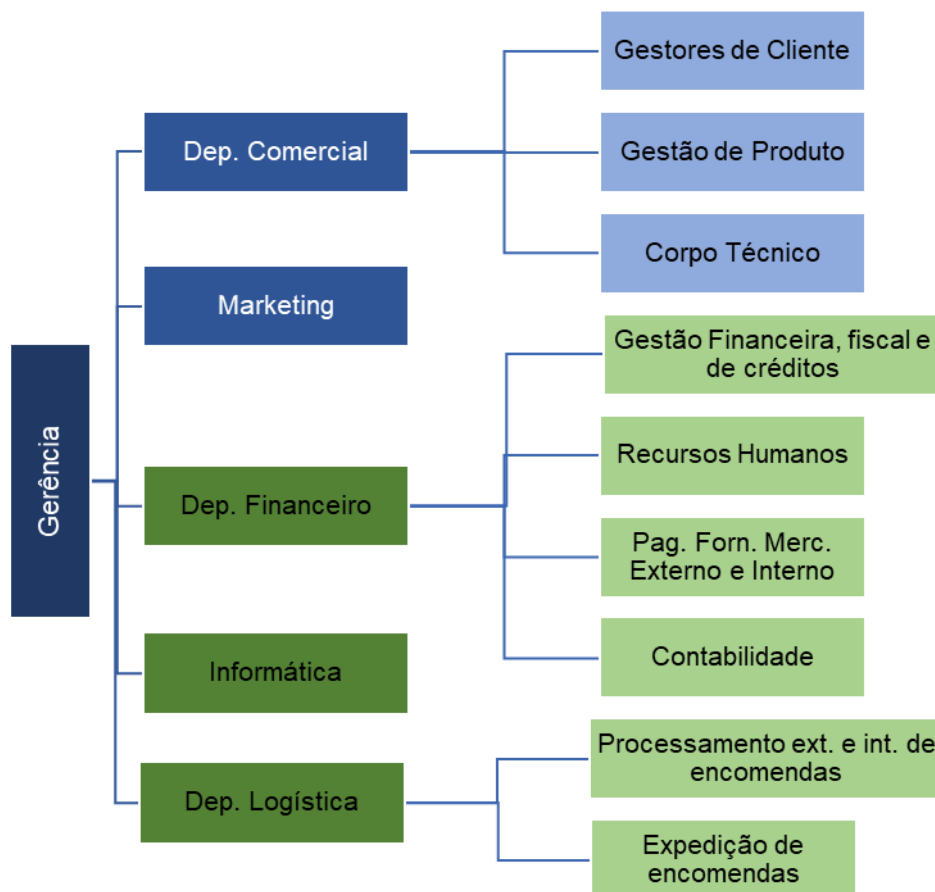 Gerência
Dep. Comercial
Gestores de Cliente
Gestão de Produto
Corpo Técnico
Marketing
Dep. Financeiro
Gestão Financeira, fiscal e
de créditos
Recursos Humanos
Pag. Forn. Merc.
Externo e Interno
Contabilidade
Informática
Dep. Logística
Processamento ext. e int. de
encomendas
Expedição de
encomendas